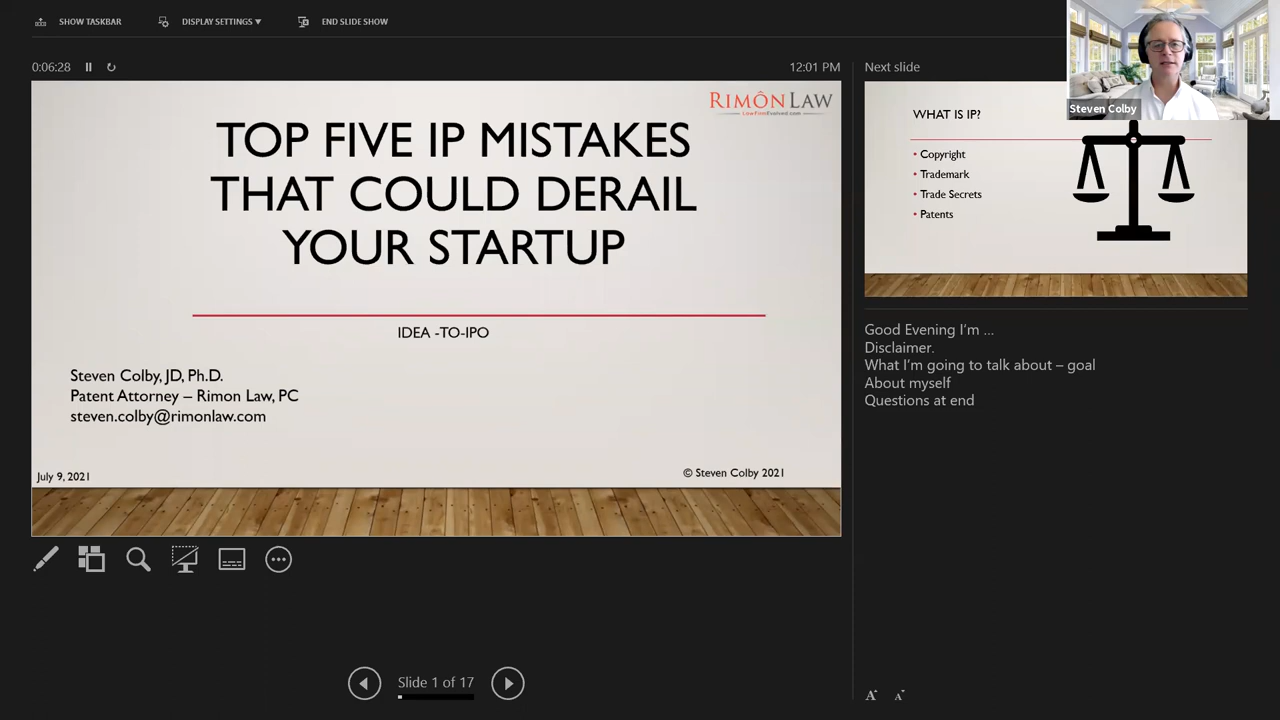 SHOW TASKBAR
DISPLAY SETTINGS ▼
END SLIDE SHOW
0:06:28
12:01 PM
Next slide
Steven Colby
RIMÔN LAW
LawFirmEvolved.com
TOP FIVE IP MISTAKES
THAT COULD DERAIL
YOUR STARTUP
IDEA -TO-IPO
Steven Colby, JD, Ph.D.
Patent Attorney – Rimon Law, PC
steven.colby@rimonlaw.com
July 9, 2021
© Steven Colby 2021
WHAT IS IP?
• Copyright
• Trademark
• Trade Secrets
• Patents
Good Evening I'm ...
Disclaimer.
What I'm going to talk about – goal
About myself
Questions at end
Slide 1 of 17
A A